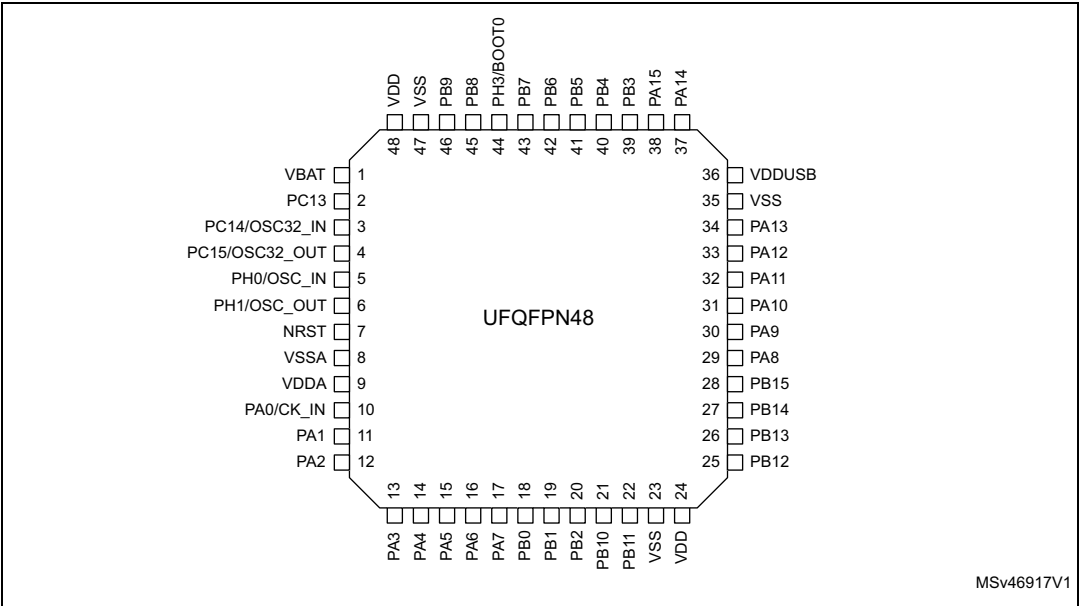 VDD
VSS
PB9
PB8
PH3/BOOT0
PB7
PB6
PB5
PB4
PB3
PA15
PA14
48
47
46
45
44
43
42
41
40
39
38
37
VBAT 1
PC13 2
PC14/OSC32_IN 3
PC15/OSC32_OUT 4
PH0/OSC_IN 5
PH1/OSC_OUT 6
NRST 7
VSSA 8
VDDA 9
PA0/CK_IN 10
PA1 11
PA2 12
UFQFPN48
36 VDDUSB
35 VSS
34 PA13
33 PA12
32 PA11
31 PA10
30 PA9
29 PA8
28 PB15
27 PB14
26 PB13
25 PB12
13
14
15
16
17
18
19
20
21
22
23
24
PA3
PA4
PA5
PA6
PA7
PB0
PB1
PB2
PB10
PB11
VSS
VDD
MSv46917V1